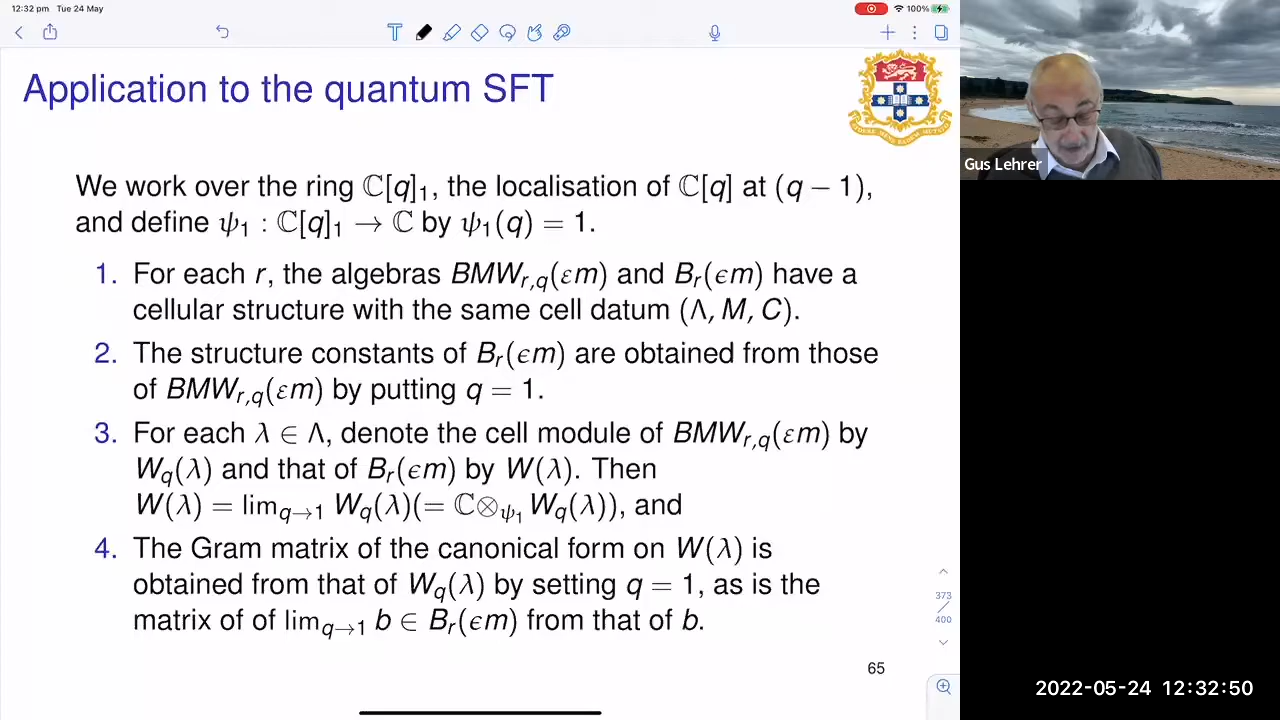 12:32 pm Tue 24 May
100%
Application to the quantum SFT
We work over the ring ℂ[q]₁, the localisation of ℂ[q] at (q − 1),
and define ψ₁ : ℂ[q]₁ → ℂ by ψ₁(q) = 1.
1. For each r, the algebras BMW_{r,q}(εm) and B_r(ϵm) have a
cellular structure with the same cell datum (Λ, M, C).
2. The structure constants of B_r(ϵm) are obtained from those
of BMW_{r,q}(εm) by putting q = 1.
3. For each λ ∈ Λ, denote the cell module of BMW_{r,q}(εm) by
W_q(λ) and that of B_r(ϵm) by W(λ). Then
W(λ) = lim_{q→1} W_q(λ)(= ℂ⊗_{ψ₁} W_q(λ)), and
4. The Gram matrix of the canonical form on W(λ) is
obtained from that of W_q(λ) by setting q = 1, as is the
matrix of of lim_{q→1} b ∈ B_r(ϵm) from that of b.
373
400
65
Gus Lehrer
2022-05-24 12:32:50